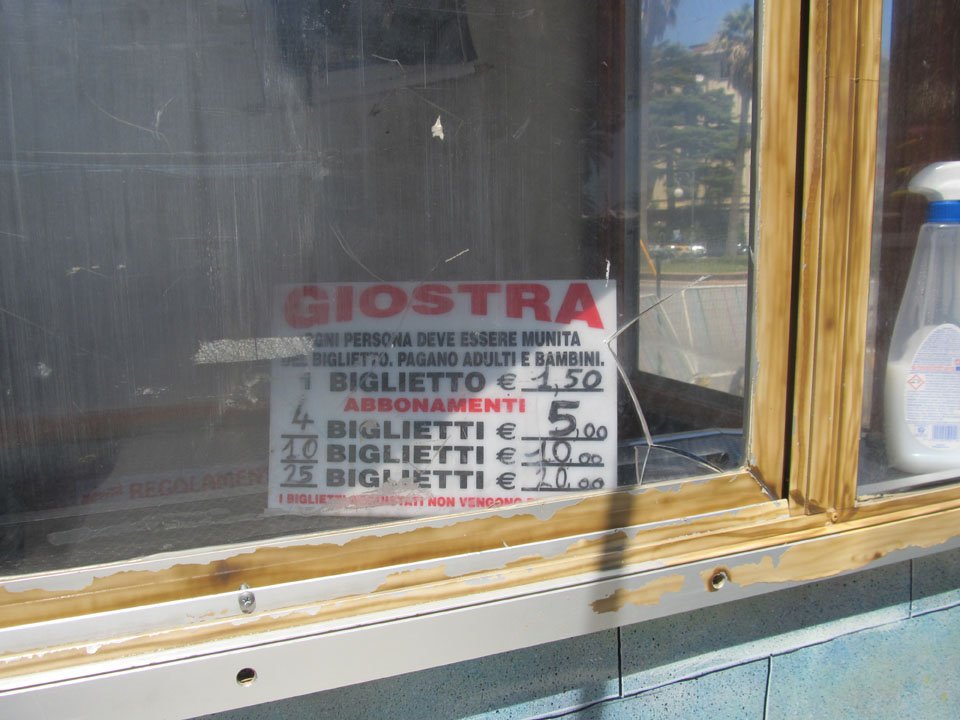 GIOSTRA
OGNI PERSONA DEVE ESSERE MUNITA
BIGLIETTO. PAGANO ADULTI E BAMBINI.
1 BIGLIETTO € 1,50
ABBONAMENTI
4 BIGLIETTI € 5,00
10 BIGLIETTI € 10,00
25 BIGLIETTI € 20,00
I BIGLIETTI NON VENGONO